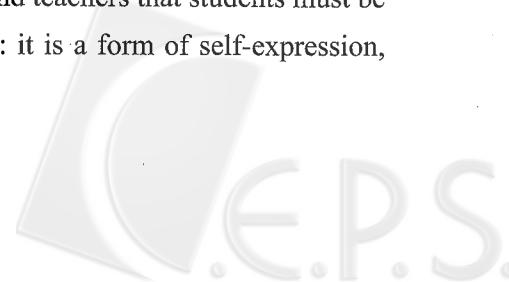 nd teachers that students must be
: it is a form of self-expression,
C.E.P.S.